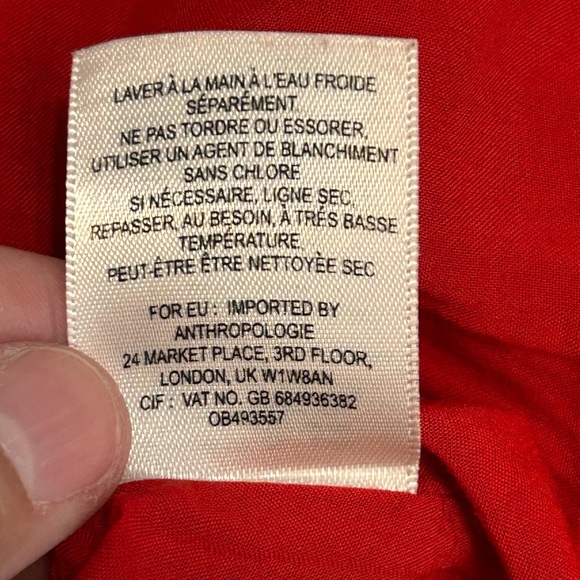 LAVER À LA MAIN À L'EAU FROIDE
SÉPARÉMENT
NE PAS TORDRE OU ESSORER,
UTILISER UN AGENT DE BLANCHIMENT
SANS CHLORE
SI NÉCESSAIRE, LIGNE SEC,
REPASSER, AU BESOIN, À TRÈS BASSE
TEMPÉRATURE
PEUT-ÊTRE ÊTRE NETTOYÈE SEC
FOR EU : IMPORTED BY
ANTHROPOLOGIE
24 MARKET PLACE, 3RD FLOOR,
LONDON, UK W1W8AN
CIF : VAT NO. GB 684936382
OB493557